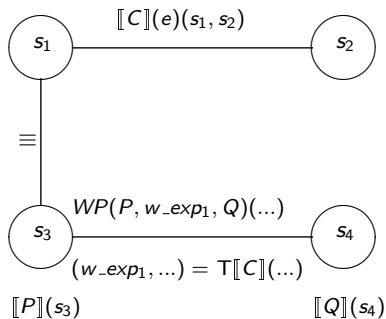 ⟦C⟧(e)(s₁, s₂)
s₁ s₂
≡
WP(P, w_exp₁, Q)(...)
s₃ s₄
(w_exp₁, ...) = T⟦C⟧(...)
⟦P⟧(s₃) ⟦Q⟧(s₄)